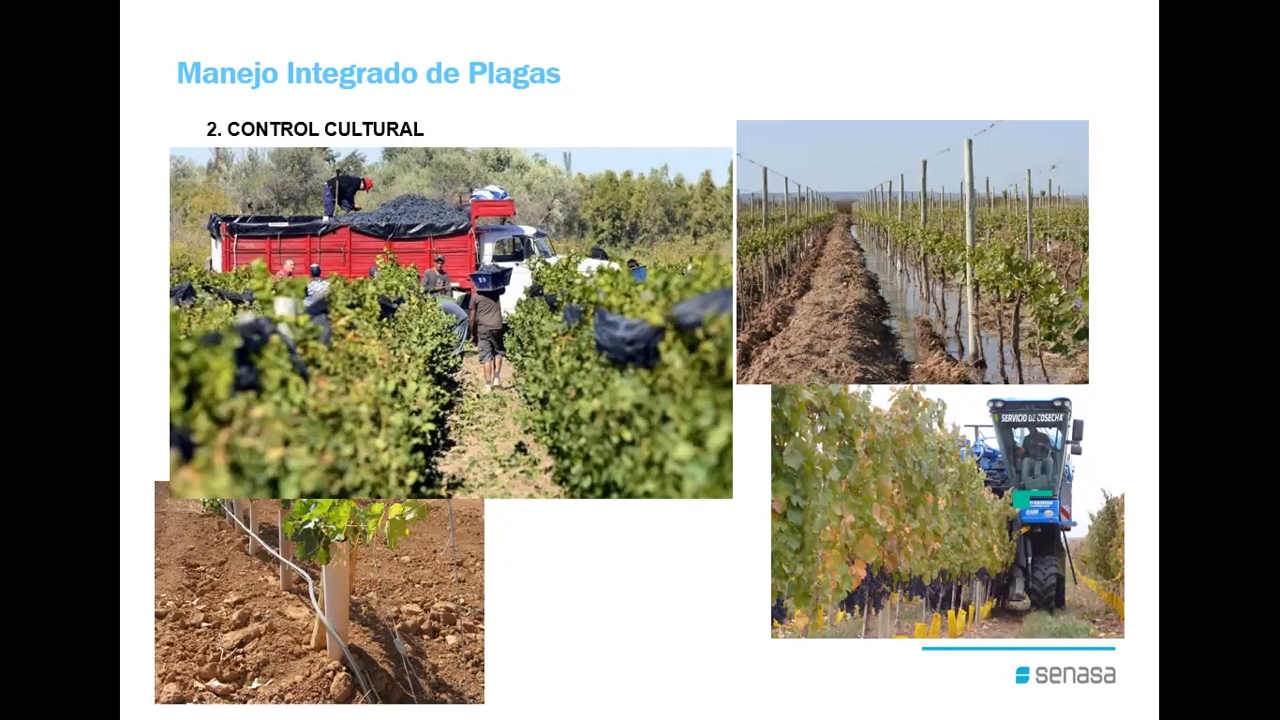 Manejo Integrado de Plagas
2. CONTROL CULTURAL
SERVICIO DE COSECHA
senasa